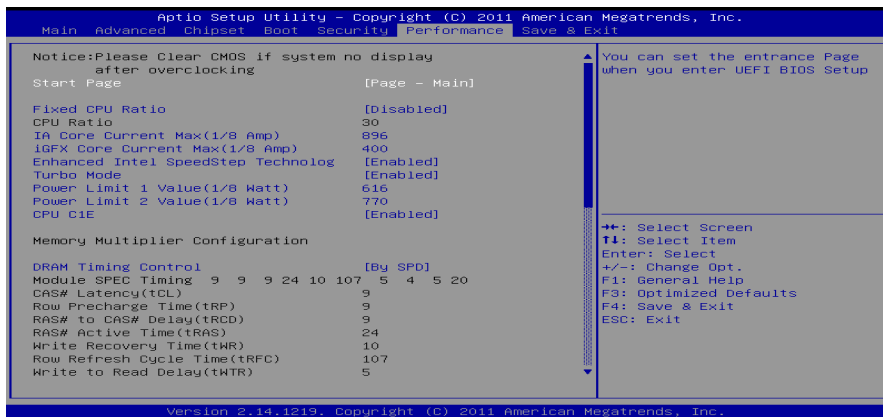 Aptio Setup Utility – Copyright (C) 2011 American Megatrends, Inc.
Main Advanced Chipset Boot Security Performance Save & Exit
Notice:Please Clear CMOS if system no display
after overclocking
Start Page [Page – Main]
Fixed CPU Ratio [Disabled]
CPU Ratio 30
IA Core Current Max(1/8 Amp) 896
iGFX Core Current Max(1/8 Amp) 400
Enhanced Intel SpeedStep Technolog [Enabled]
Turbo Mode [Enabled]
Power Limit 1 Value(1/8 Watt) 616
Power Limit 2 Value(1/8 Watt) 770
CPU C1E [Enabled]
Memory Multiplier Configuration
DRAM Timing Control [By SPD]
Module SPEC Timing 9 9 9 24 10 107 5 4 5 20
CAS# Latency(tCL) 9
Row Precharge Time(tRP) 9
RAS# to CAS# Delay(tRCD) 9
RAS# Active Time(tRAS) 24
Write Recovery Time(tWR) 10
Row Refresh Cycle Time(tRFC) 107
Write to Read Delay(tWTR) 5
You can set the entrance Page
when you enter UEFI BIOS Setup
→←: Select Screen
↑↓: Select Item
Enter: Select
+/-: Change Opt.
F1: General Help
F3: Optimized Defaults
F4: Save & Exit
ESC: Exit
Version 2.14.1219. Copyright (C) 2011 American Megatrends, Inc.